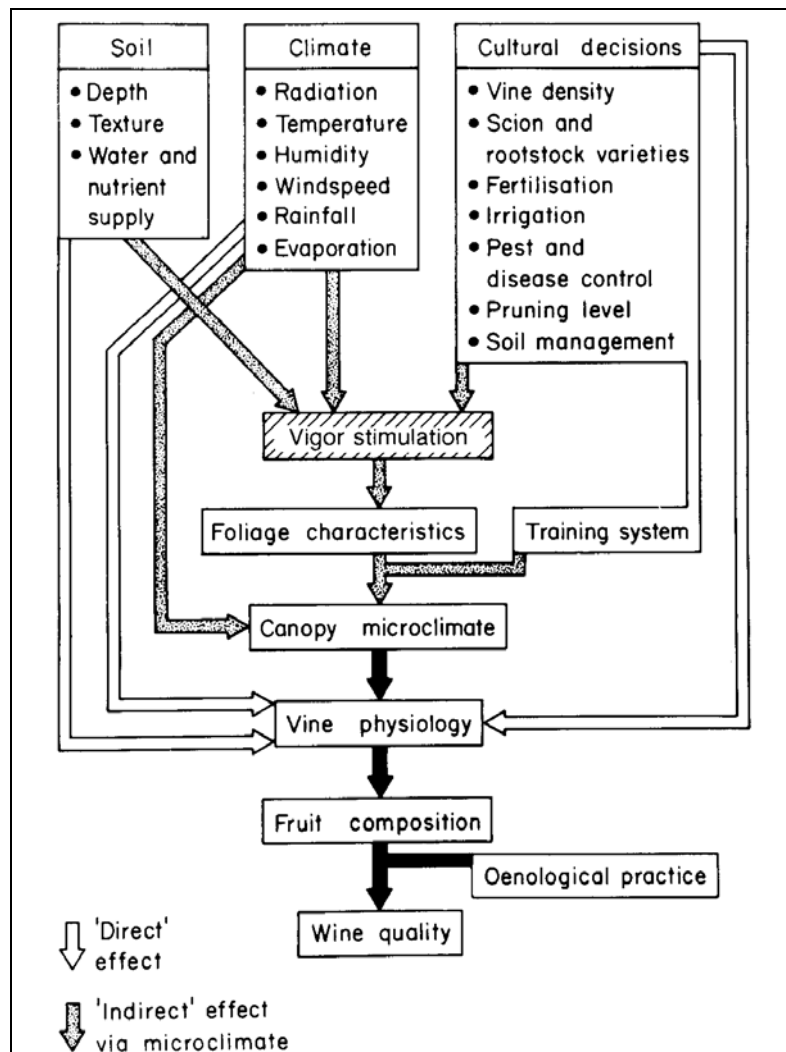 Soil
• Depth
• Texture
• Water and
nutrient
supply
Climate
• Radiation
• Temperature
• Humidity
• Windspeed
• Rainfall
• Evaporation
Cultural decisions
• Vine density
• Scion and
rootstock varieties
• Fertilisation
• Irrigation
• Pest and
disease control
• Pruning level
• Soil management
Vigor stimulation
Foliage characteristics
Training system
Canopy microclimate
Vine physiology
Fruit composition
Oenological practice
Wine quality
'Direct'
effect
'Indirect' effect
via microclimate